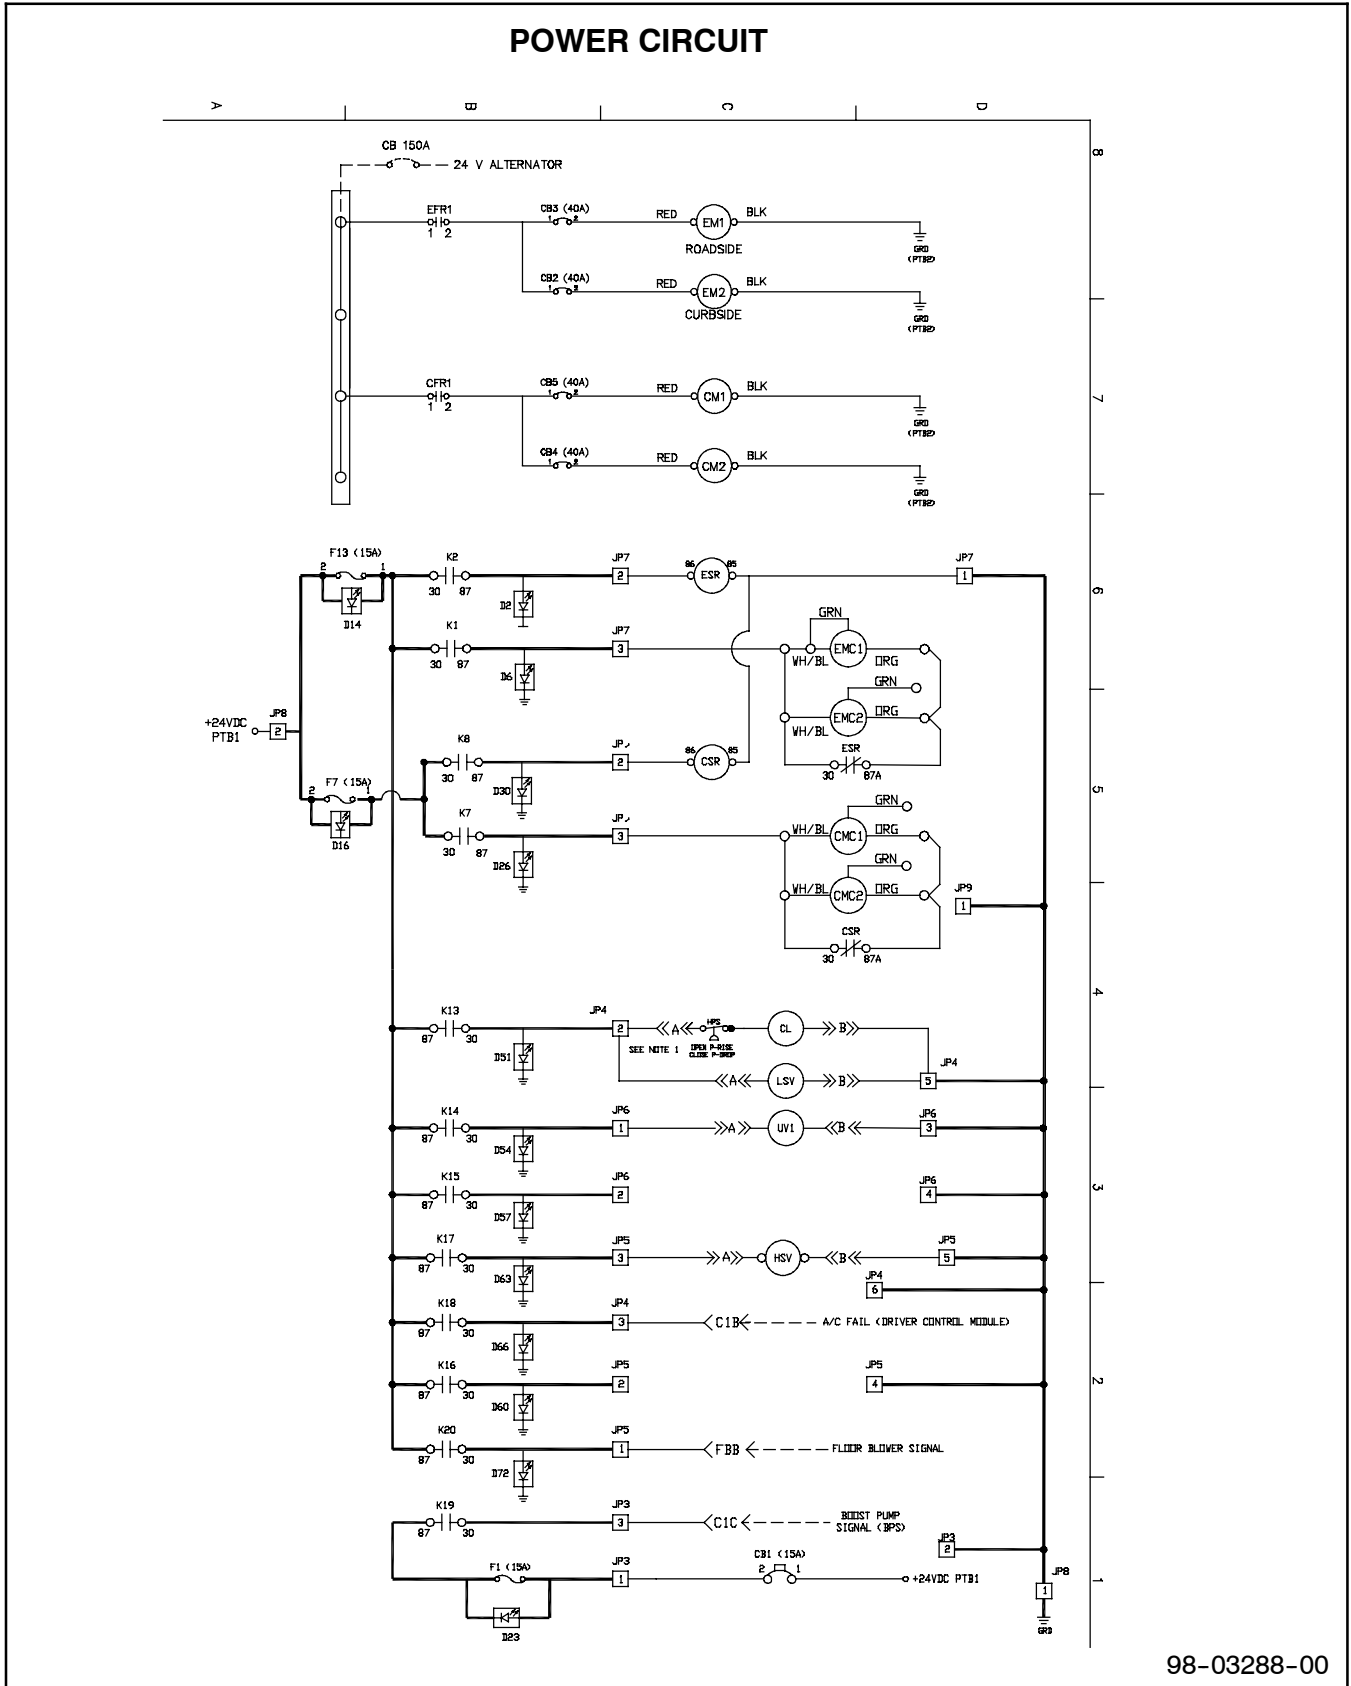 POWER CIRCUIT
A B C D
8
CB 150A
24 V ALTERNATOR
EFR1
1 2
CB3 (40A)
1 2
RED
EM1
BLK
ROADSIDE
GRD
(PTB2)
CB2 (40A)
1 2
RED
EM2
BLK
CURBSIDE
GRD
(PTB2)
7
CFR1
1 2
CB5 (40A)
1 2
RED
CM1
BLK
GRD
(PTB2)
CB4 (40A)
1 2
RED
CM2
BLK
GRD
(PTB2)
6
F13 (15A)
2 1
D14
K2
30 87
D2
JP7
2
86 ESR 85
JP7
1
K1
30 87
D6
JP7
3
GRN
WH/BL EMC1 ORG
GRN
WH/BL EMC2 ORG
ESR
30 87A
+24VDC
PTB1
JP8
2
5
K8
30 87
D30
2
86 CSR 85
F7 (15A)
2 1
D16
K7
30 87
D26
3
GRN
WH/BL CMC1 ORG
GRN
WH/BL CMC2 ORG
CSR
30 87A
JP9
1
4
K13
87 30
D51
JP4
2
SEE NOTE 1
A
HPS
OPEN P-RISE
CLOSE P-DROP
CL
B
A
LSV
B
JP4
5
K14
87 30
D54
JP6
1
A
UV1
B
JP6
3
3
K15
87 30
D57
JP6
2
JP6
4
K17
87 30
D63
JP5
3
A
HSV
B
JP5
5
JP4
6
K18
87 30
D66
JP4
3
C1B
A/C FAIL (DRIVER CONTROL MODULE)
2
K16
87 30
D60
JP5
2
JP5
4
K20
87 30
D72
JP5
1
FBB
FLOOR BLOWER SIGNAL
K19
87 30
JP3
3
C1C
BOOST PUMP
SIGNAL (BPS)
JP3
2
1
F1 (15A)
D23
JP3
1
CB1 (15A)
2 1
+24VDC PTB1
JP8
1
GRD
98-03288-00